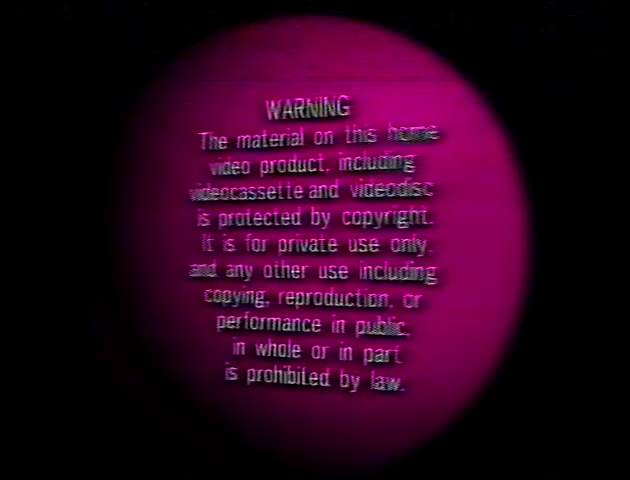 WARNING
The material on this home
video product, including
videocassette and videodisc
is protected by copyright.
It is for private use only,
and any other use including
copying, reproduction, or
performance in public,
in whole or in part
is prohibited by law.